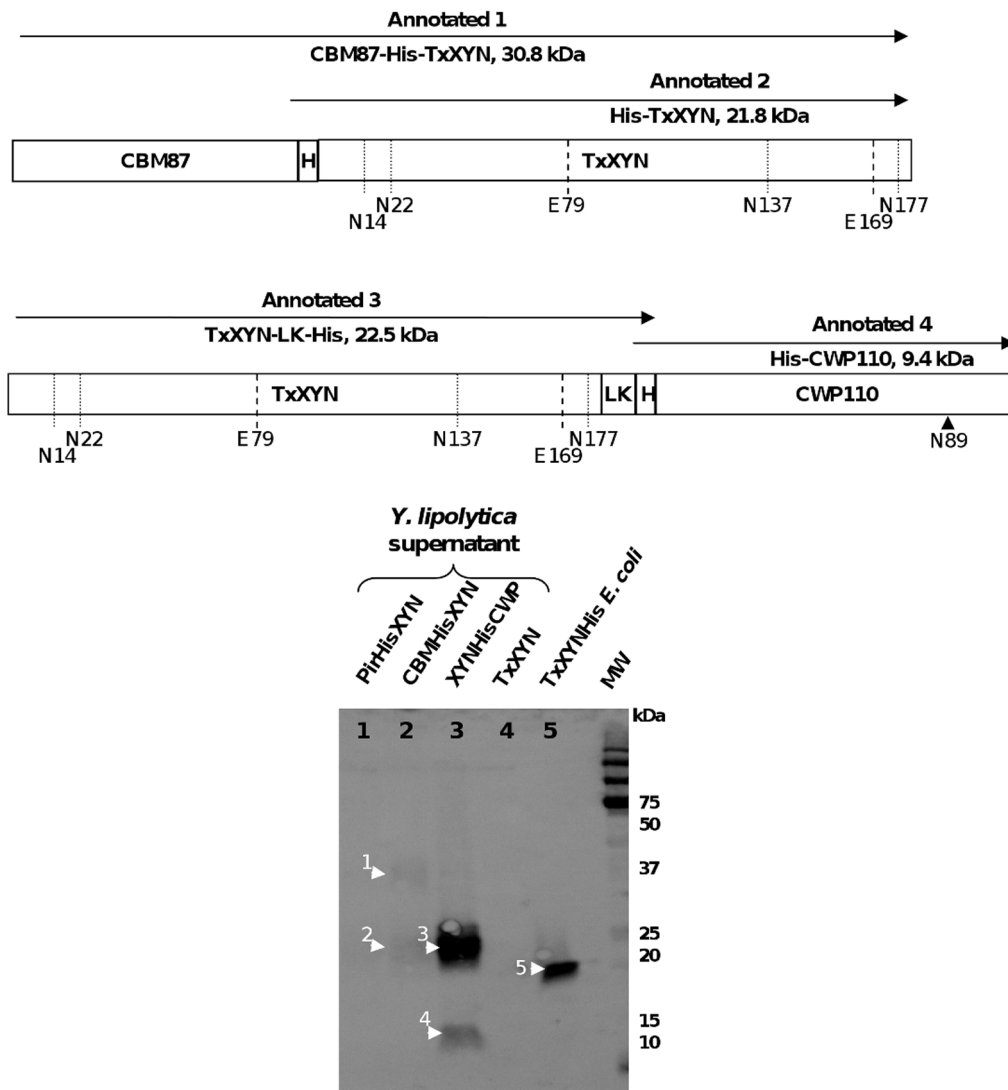 Annotated 1
CBM87-His-TxXYN, 30.8 kDa
Annotated 2
His-TxXYN, 21.8 kDa
CBM87 H TxXYN
N14 N22 E79 N137 E169 N177
Annotated 3
TxXYN-LK-His, 22.5 kDa
Annotated 4
His-CWP110, 9.4 kDa
TxXYN LK H CWP110
N14 N22 E79 N137 E169 N177 N89
Y. lipolytica
supernatant
PirHisXYN
CBMHisXYN
XYNHisCWP
TxXYN
TxXYNHis E. coli
MW
kDa
1 2 3 4 5
75
50
1
37
2 3
25
20
5
4
15
10